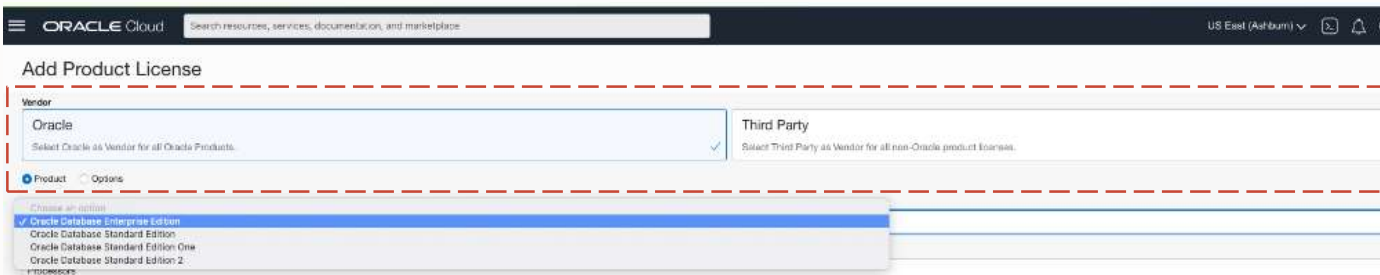 ORACLE Cloud Search resources, services, documentation, and marketplace US East (Ashburn)
Add Product License
Vendor
Oracle Third Party
Select Oracle as Vendor for all Oracle Products. Select Third Party as Vendor for all non-Oracle product licenses.
Product Options
Choose an option
Oracle Database Enterprise Edition
Oracle Database Standard Edition
Oracle Database Standard Edition One
Oracle Database Standard Edition 2
Processors